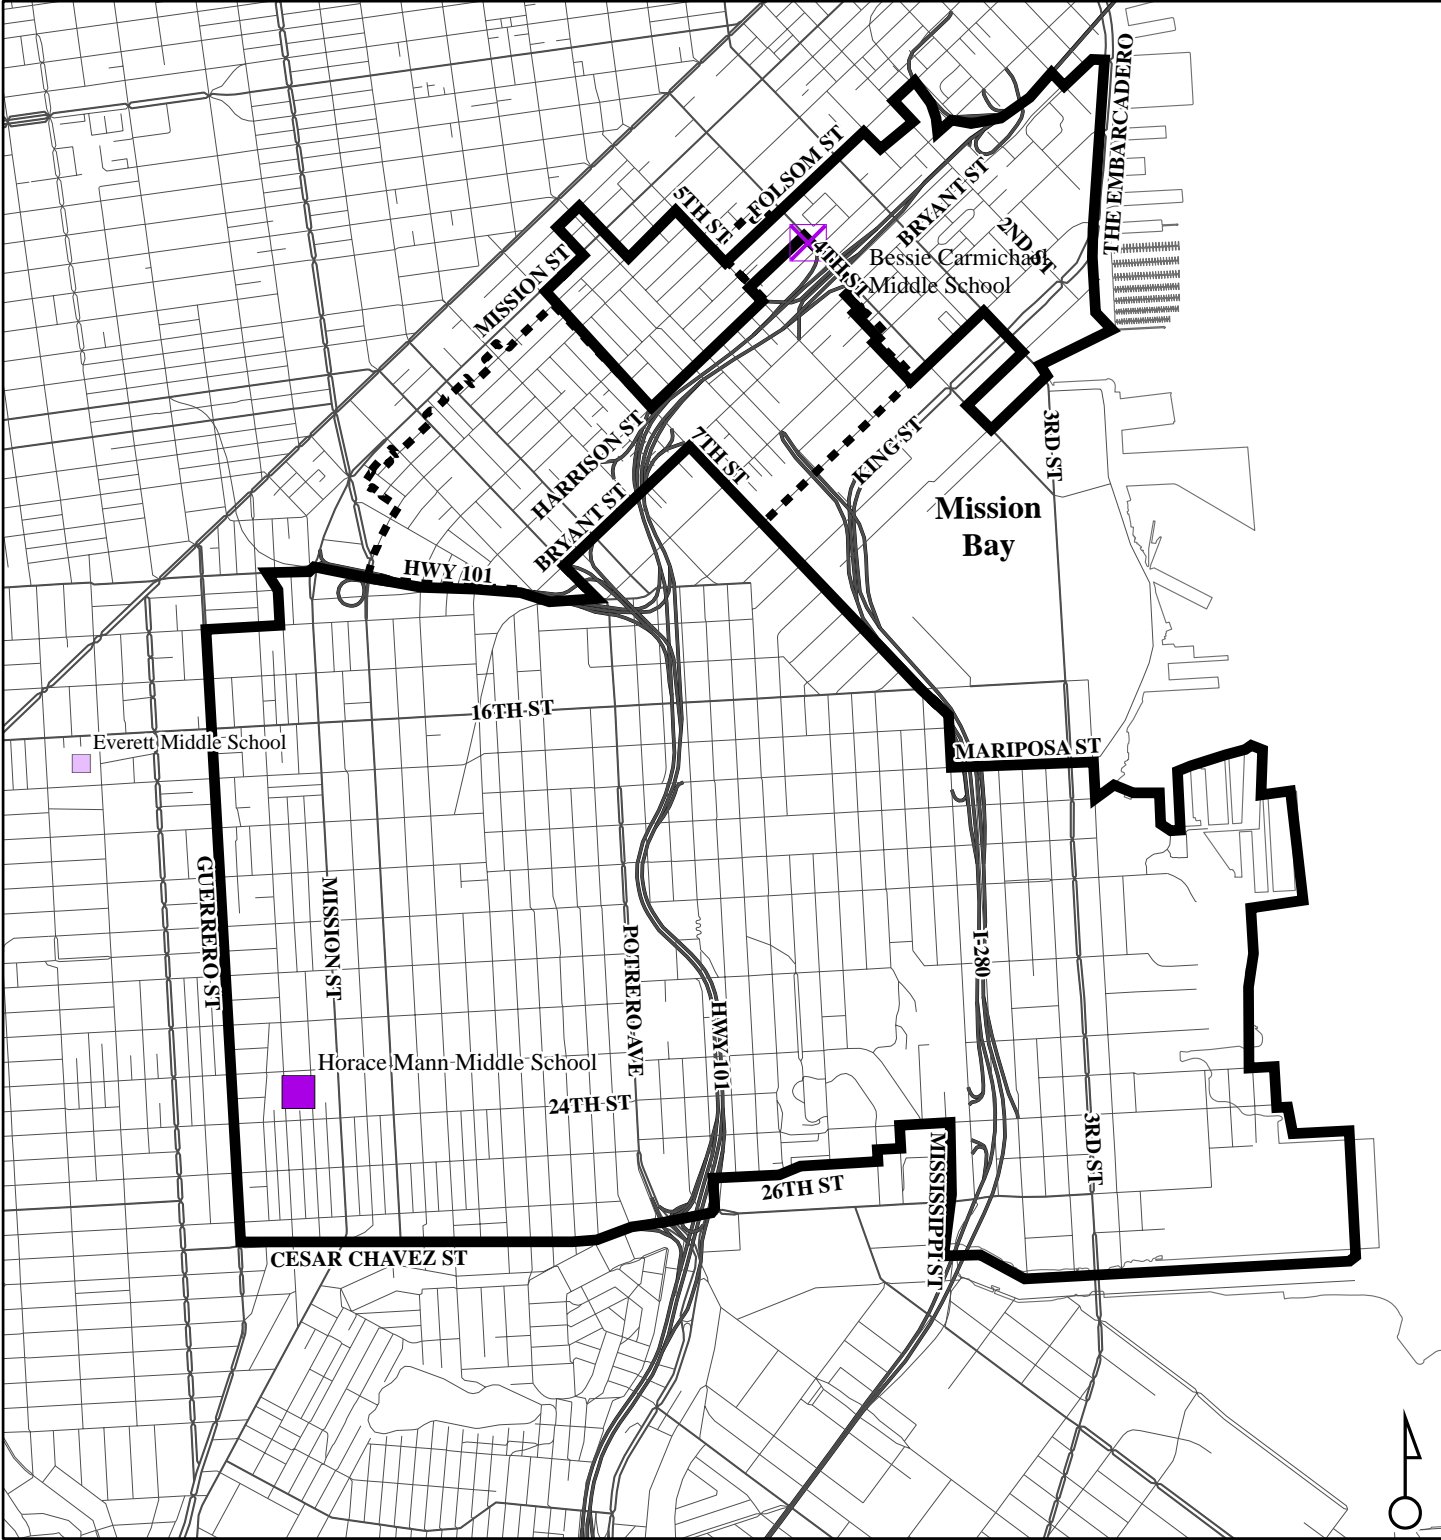 THE EMBARCADERO
FOLSOM ST
5TH ST
BRYANT ST
2ND ST
4TH ST
Bessie Carmichael
Middle School
MISSION ST
HARRISON ST
7TH ST
KING ST
3RD ST
BRYANT ST
Mission
Bay
HWY 101
16TH ST
Everett Middle School
MARIPOSA ST
GUERRERO ST
MISSION ST
POTRERO AVE
I-280
HWY 101
Horace Mann Middle School
24TH ST
3RD ST
26TH ST
MISSISSIPPI ST
CESAR CHAVEZ ST